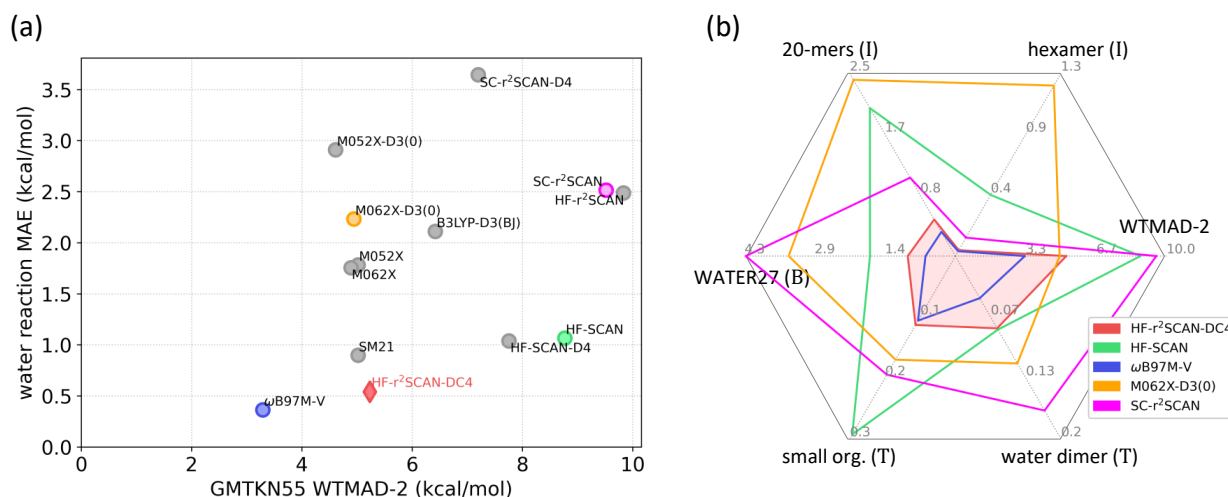 (a)
water reaction MAE (kcal/mol)
3.5
3.0
2.5
2.0
1.5
1.0
0.5
0.0
0
2
4
6
8
10
GMTKN55 WTMAD-2 (kcal/mol)
SC-r²SCAN-D4
M052X-D3(0)
SC-r²SCAN
HF-r²SCAN
M062X-D3(0)
B3LYP-D3(BJ)
M052X
M062X
HF-SCAN
HF-SCAN-D4
SM21
HF-r²SCAN-DC4
ωB97M-V
(b)
20-mers (I)
hexamer (I)
2.5
1.3
1.7
0.9
0.8
0.4
WTMAD-2
4.3
2.9
1.4
3.3
6.7
10.0
WATER27 (B)
0.1
0.07
0.2
0.13
0.3
0.2
small org. (T)
water dimer (T)
HF-r²SCAN-DC4
HF-SCAN
ωB97M-V
M062X-D3(0)
SC-r²SCAN